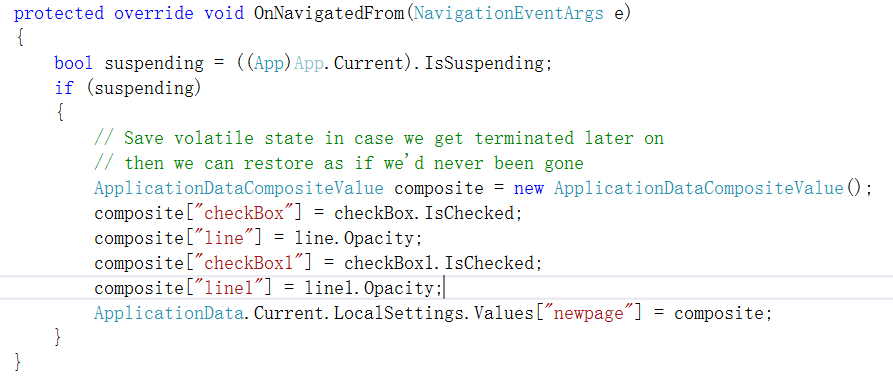 protected override void OnNavigatedFrom(NavigationEventArgs e)
{
    bool suspending = ((App)App.Current).IsSuspending;
    if (suspending)
    {
        // Save volatile state in case we get terminated later on
        // then we can restore as if we'd never been gone
        ApplicationDataCompositeValue composite = new ApplicationDataCompositeValue();
        composite["checkBox"] = checkBox.IsChecked;
        composite["line"] = line.Opacity;
        composite["checkBox1"] = checkBox1.IsChecked;
        composite["line1"] = line1.Opacity;
        ApplicationData.Current.LocalSettings.Values["newpage"] = composite;
    }
}